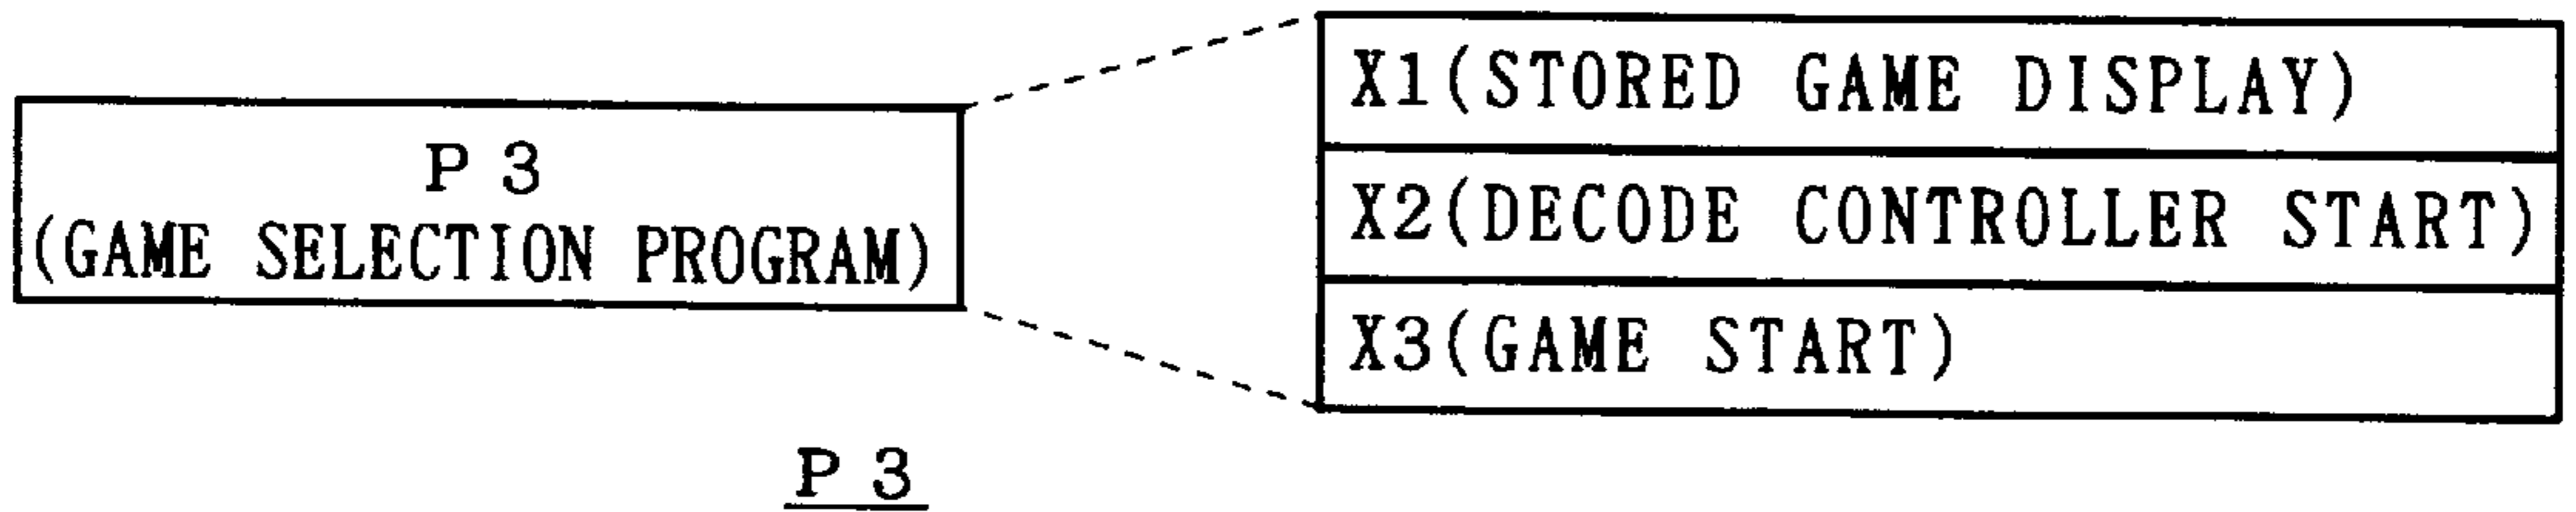 P 3
(GAME SELECTION PROGRAM)
X1(STORED GAME DISPLAY)
X2(DECODE CONTROLLER START)
X3(GAME START)
P 3